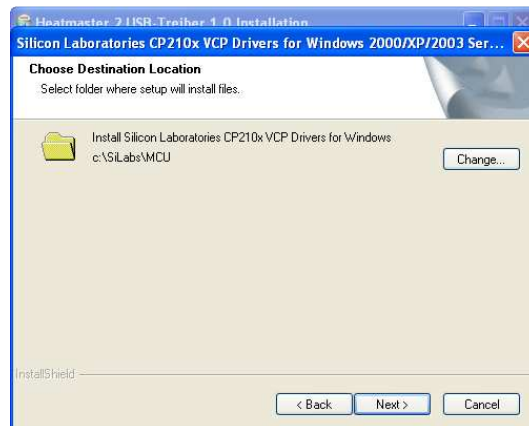 Heatmaster 2 USB-Treiber 1.0 Installation
Silicon Laboratories CP210x VCP Drivers for Windows 2000/XP/2003 Ser...
Choose Destination Location
Select folder where setup will install files.
Install Silicon Laboratories CP210x VCP Drivers for Windows
c:\SiLabs\MCU
Change...
InstallShield
< Back
Next >
Cancel